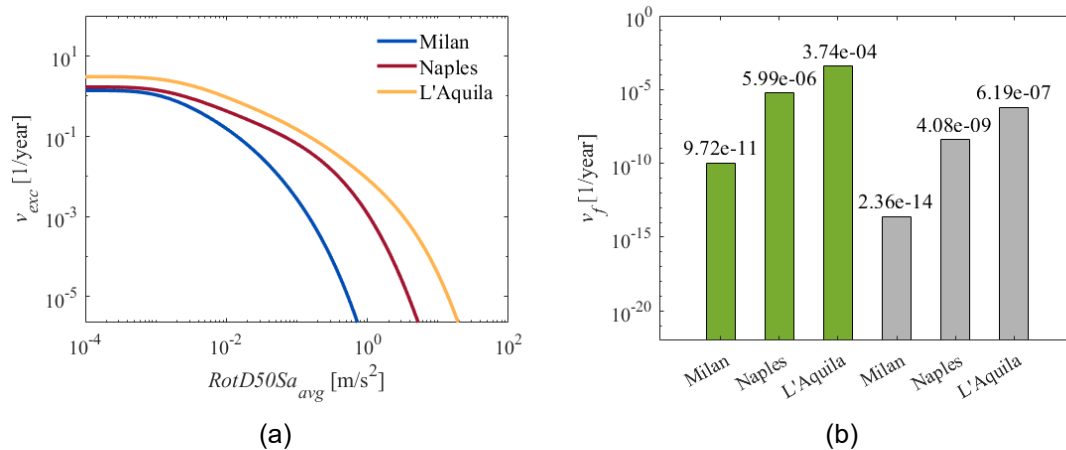 10^1
10^-1
10^-3
10^-5
v_exc [1/year]
Milan
Naples
L'Aquila
10^-4
10^-2
10^0
10^2
RotD50Sa_avg [m/s^2]
(a)
10^0
10^-5
10^-10
10^-15
10^-20
v_f [1/year]
9.72e-11
5.99e-06
3.74e-04
2.36e-14
4.08e-09
6.19e-07
Milan
Naples
L'Aquila
Milan
Naples
L'Aquila
(b)